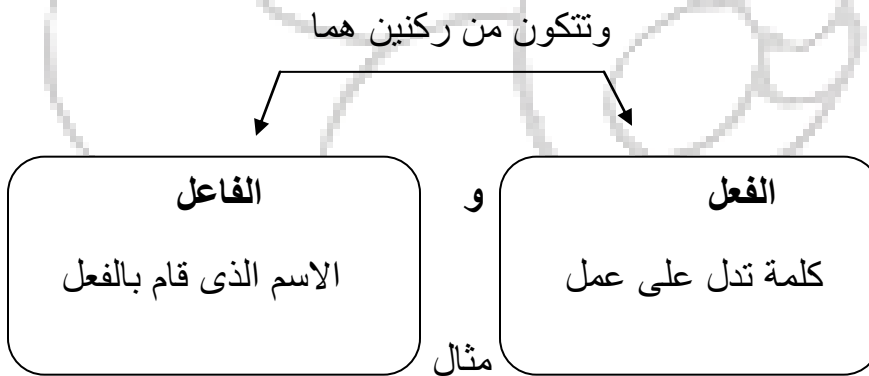 وتتكون من ركنين هما
الفعل و الفاعل
كلمة تدل على عمل الاسم الذى قام بالفعل
مثال